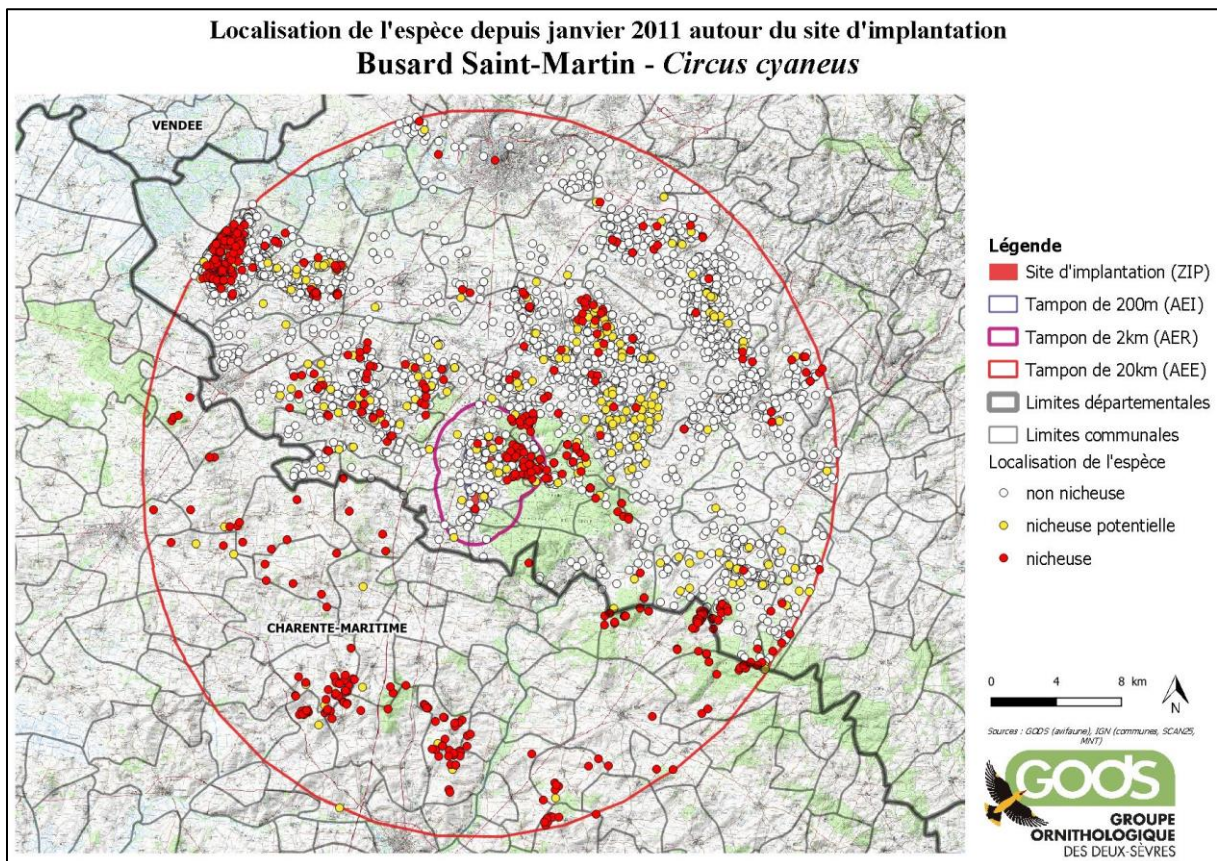 Localisation de l'espèce depuis janvier 2011 autour du site d'implantation
Busard Saint-Martin - Circus cyaneus
VENDEE
CHARENTE-MARITIME
Légende
Site d'implantation (ZIP)
Tampon de 200m (AEI)
Tampon de 2km (AER)
Tampon de 20km (AEE)
Limites départementales
Limites communales
Localisation de l'espèce
non nicheuse
nicheuse potentielle
nicheuse
0 4 8 km
N
Sources : GODS (avifaune), IGN (communes, SCAN25,
MNT)
GODS
GROUPE
ORNITHOLOGIQUE
DES DEUX-SÈVRES